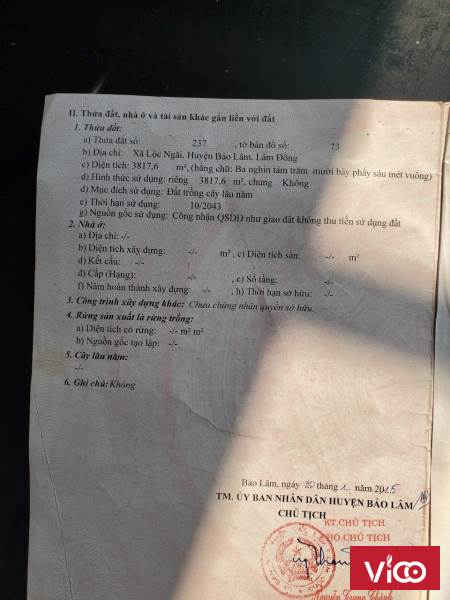 II. Thửa đất, nhà ở và tài sản khác gắn liền với đất
1. Thửa đất:
a) Thửa đất số: 237 , tờ bản đồ số: 73
b) Địa chỉ: Xã Lộc Ngãi, Huyện Bảo Lâm, Lâm Đồng
c) Diện tích: 3817,6 m², (bằng chữ: Ba nghìn tám trăm mười bảy phẩy sáu mét vuông)
d) Hình thức sử dụng: riêng 3817,6 m², chung Không
đ) Mục đích sử dụng: Đất trồng cây lâu năm
e) Thời hạn sử dụng: 10/2043
g) Nguồn gốc sử dụng: Công nhận QSDĐ như giao đất không thu tiền sử dụng đất
2. Nhà ở:
a) Địa chỉ: -/-
b) Diện tích xây dựng: -/- m² , c) Diện tích sàn: -/- m²
d) Kết cấu: -/-
đ) Cấp (Hạng): -/- , e) Số tầng: -/-
f) Năm hoàn thành xây dựng: -/- , h) Thời hạn sở hữu: -/-
3. Công trình xây dựng khác: Chưa chứng nhận quyền sở hữu.
4. Rừng sản xuất là rừng trồng:
a) Diện tích có rừng: -/- m² m²
b) Nguồn gốc tạo lập: -/-
5. Cây lâu năm:
-/-
6. Ghi chú: Không
Bảo Lâm, ngày tháng năm 2015
TM. ỦY BAN NHÂN DÂN HUYỆN BẢO LÂM
CHỦ TỊCH
KT.CHỦ TỊCH
PHÓ CHỦ TỊCH
Nguyễn Trung Thành
Vico